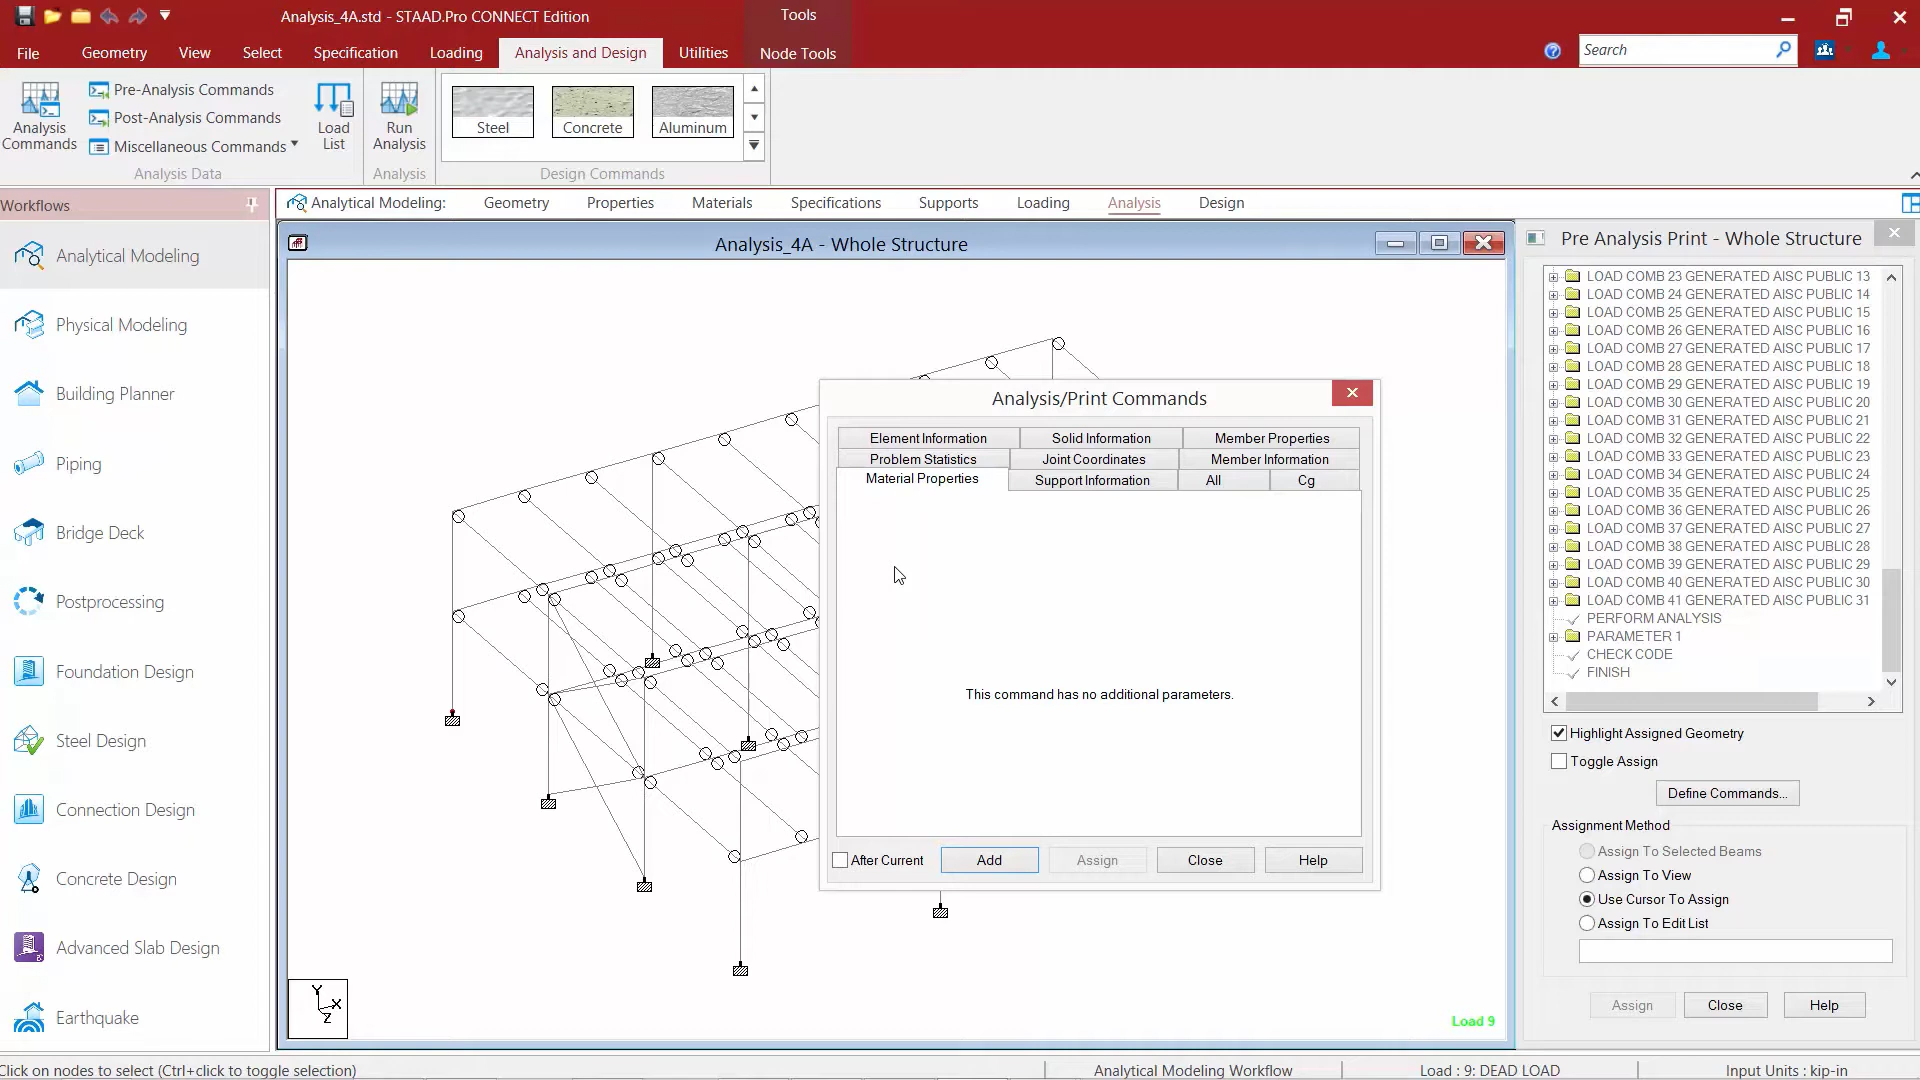 Analysis_4A.std - STAAD.Pro CONNECT Edition
Tools
File
Geometry
View
Select
Specification
Loading
Analysis and Design
Utilities
Node Tools
Search
Analysis Commands
Pre-Analysis Commands
Post-Analysis Commands
Miscellaneous Commands
Load List
Analysis Data
Run Analysis
Analysis
Steel
Concrete
Aluminum
Design Commands
Workflows
Analytical Modeling
Physical Modeling
Building Planner
Piping
Bridge Deck
Postprocessing
Foundation Design
Steel Design
Connection Design
Concrete Design
Advanced Slab Design
Earthquake
Analytical Modeling:
Geometry
Properties
Materials
Specifications
Supports
Loading
Analysis
Design
Analysis_4A - Whole Structure
Y
X
Z
Load 9
Analysis/Print Commands
Element Information
Solid Information
Member Properties
Problem Statistics
Joint Coordinates
Member Information
Material Properties
Support Information
All
Cg
This command has no additional parameters.
After Current
Add
Assign
Close
Help
Pre Analysis Print - Whole Structure
LOAD COMB 23 GENERATED AISC PUBLIC 13
LOAD COMB 24 GENERATED AISC PUBLIC 14
LOAD COMB 25 GENERATED AISC PUBLIC 15
LOAD COMB 26 GENERATED AISC PUBLIC 16
LOAD COMB 27 GENERATED AISC PUBLIC 17
LOAD COMB 28 GENERATED AISC PUBLIC 18
LOAD COMB 29 GENERATED AISC PUBLIC 19
LOAD COMB 30 GENERATED AISC PUBLIC 20
LOAD COMB 31 GENERATED AISC PUBLIC 21
LOAD COMB 32 GENERATED AISC PUBLIC 22
LOAD COMB 33 GENERATED AISC PUBLIC 23
LOAD COMB 34 GENERATED AISC PUBLIC 24
LOAD COMB 35 GENERATED AISC PUBLIC 25
LOAD COMB 36 GENERATED AISC PUBLIC 26
LOAD COMB 37 GENERATED AISC PUBLIC 27
LOAD COMB 38 GENERATED AISC PUBLIC 28
LOAD COMB 39 GENERATED AISC PUBLIC 29
LOAD COMB 40 GENERATED AISC PUBLIC 30
LOAD COMB 41 GENERATED AISC PUBLIC 31
PERFORM ANALYSIS
PARAMETER 1
CHECK CODE
FINISH
Highlight Assigned Geometry
Toggle Assign
Define Commands...
Assignment Method
Assign To Selected Beams
Assign To View
Use Cursor To Assign
Assign To Edit List
Assign
Close
Help
Click on nodes to select (Ctrl+click to toggle selection)
Analytical Modeling Workflow
Load : 9: DEAD LOAD
Input Units : kip-in